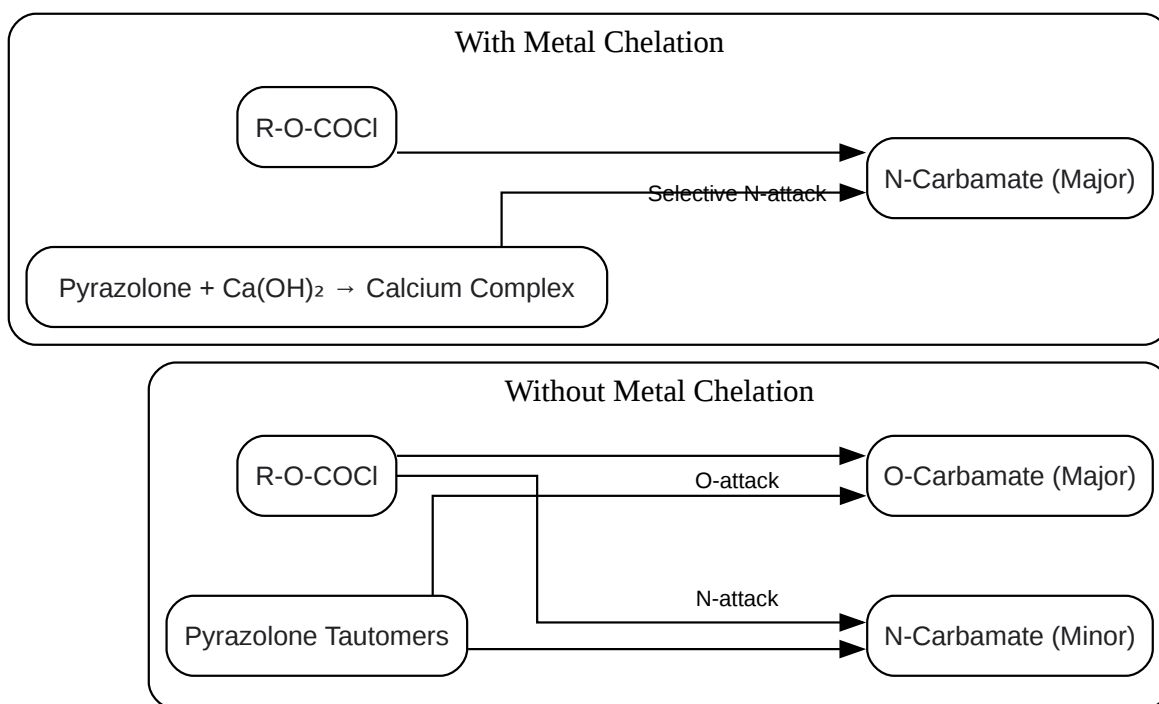 With Metal Chelation
R-O-COCl
N-Carbamate (Major)
Selective N-attack
Pyrazolone + Ca(OH)₂ → Calcium Complex
Without Metal Chelation
R-O-COCl
O-attack
O-Carbamate (Major)
N-attack
Pyrazolone Tautomers
N-Carbamate (Minor)